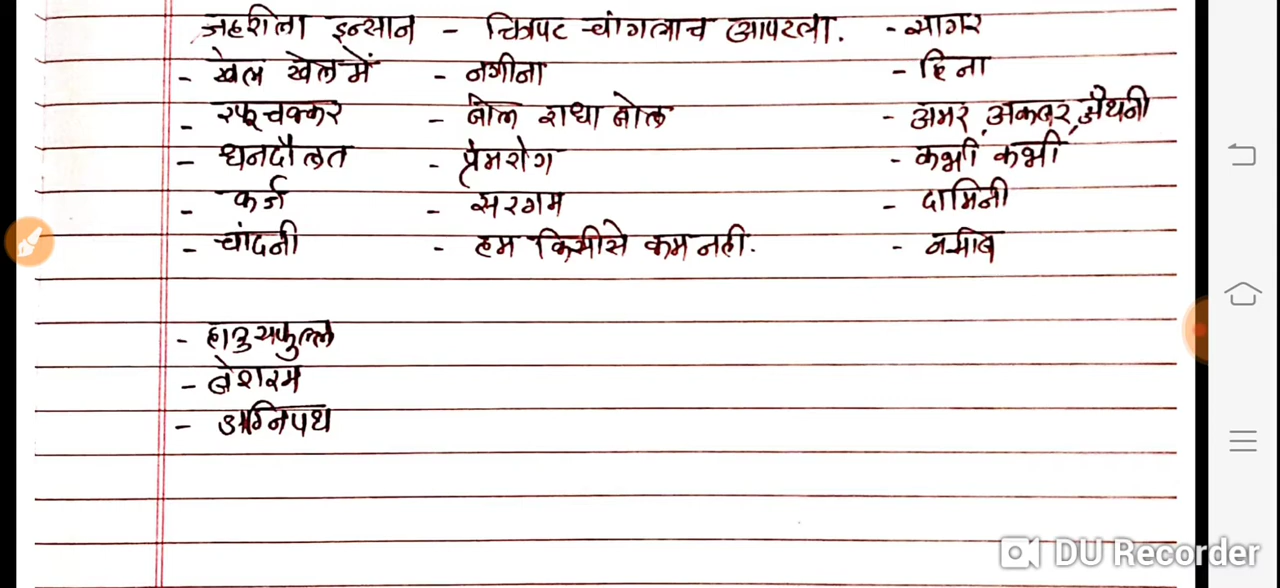 जहरीला इन्सान - चित्रपट चांगलाच आपटला. - सागर
- खेल खेल में - नगीना - हिना
- रफूचक्कर - बोल राधा बोल - अमर, अकबर, अँथनी
- धनदौलत - प्रेमरोग - कभी कभी
- कर्ज - सरगम - दामिनी
- चांदनी - हम किसीसे कम नही. - नसीब
- हाउसफुल्ल
- बेशरम
- अग्निपथ
DU Recorder